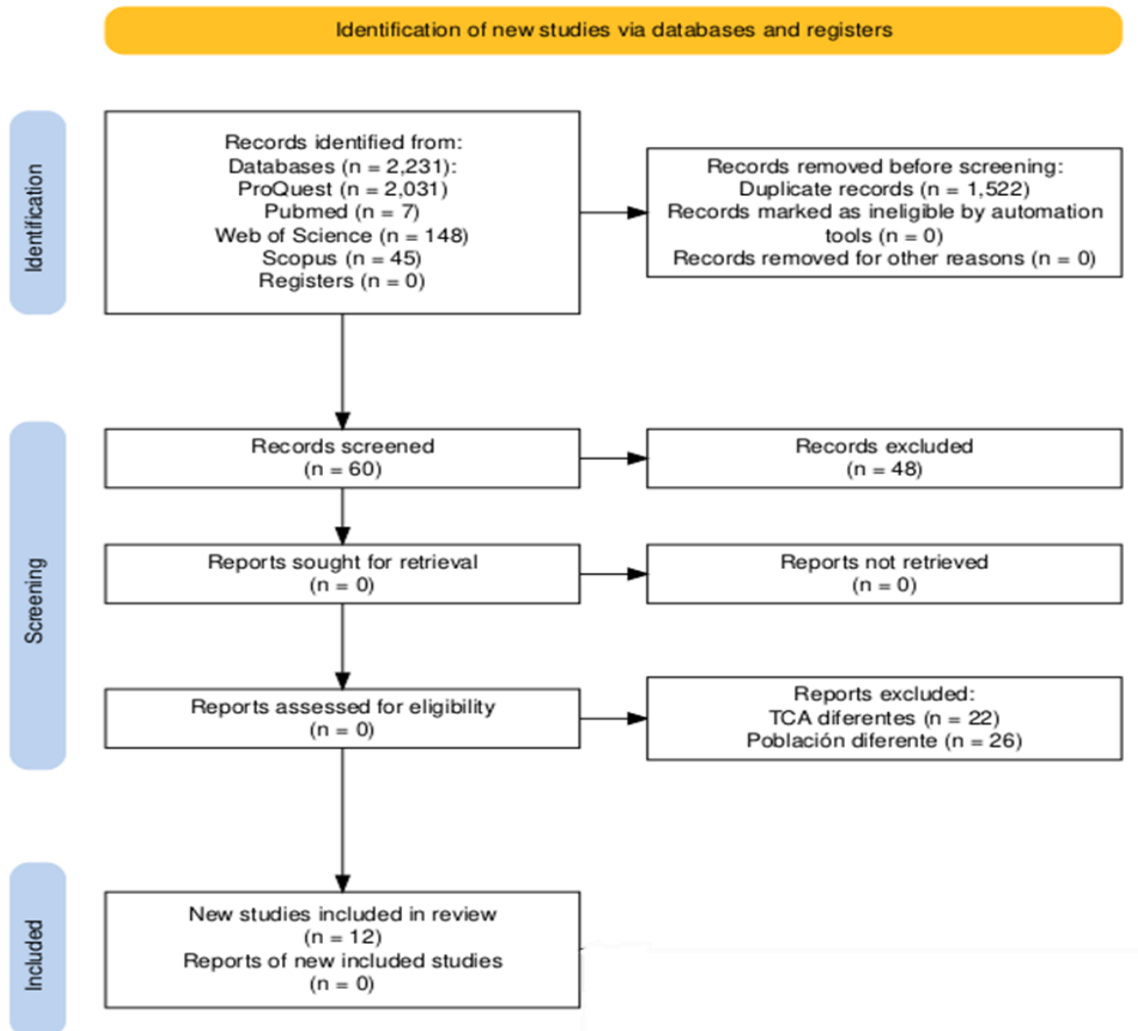 Identification of new studies via databases and registers
Identification
Records identified from:
Databases (n = 2,231):
ProQuest (n = 2,031)
Pubmed (n = 7)
Web of Science (n = 148)
Scopus (n = 45)
Registers (n = 0)
Records removed before screening:
Duplicate records (n = 1,522)
Records marked as ineligible by automation
tools (n = 0)
Records removed for other reasons (n = 0)
Screening
Records screened
(n = 60)
Records excluded
(n = 48)
Reports sought for retrieval
(n = 0)
Reports not retrieved
(n = 0)
Reports assessed for eligibility
(n = 0)
Reports excluded:
TCA diferentes (n = 22)
Población diferente (n = 26)
Included
New studies included in review
(n = 12)
Reports of new included studies
(n = 0)